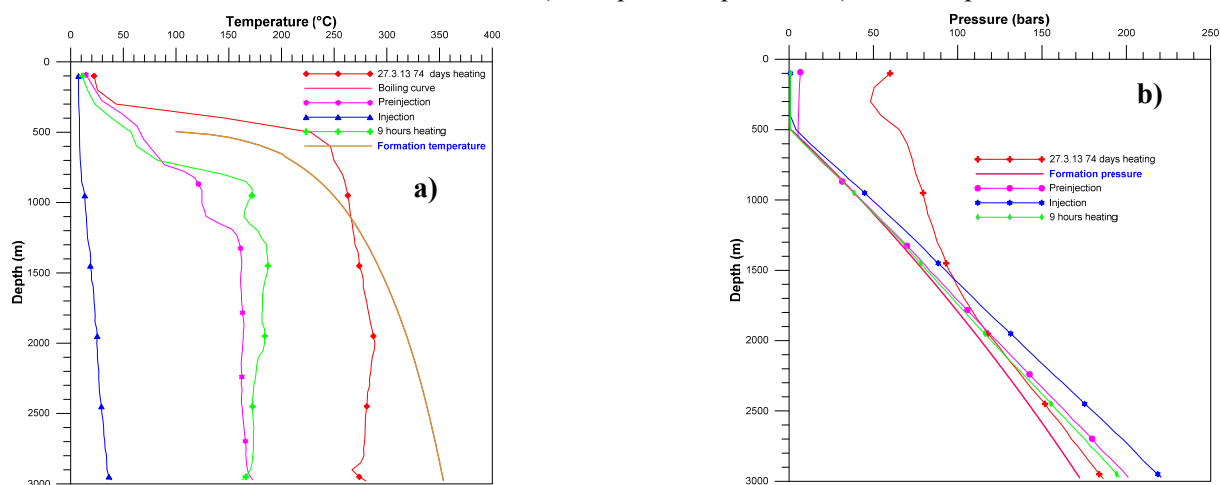 Temperature (°C)
0 50 100 150 200 250 300 350 400
0
500
1000
1500
2000
2500
3000
Depth (m)
27.3.13 74 days heating
Boiling curve
Preinjection
Injection
9 hours heating
Formation temperature
a)
Pressure (bars)
0 50 100 150 200 250
0
500
1000
1500
2000
2500
3000
Depth (m)
b)
27.3.13 74 days heating
Formation pressure
Preinjection
Injection
9 hours heating